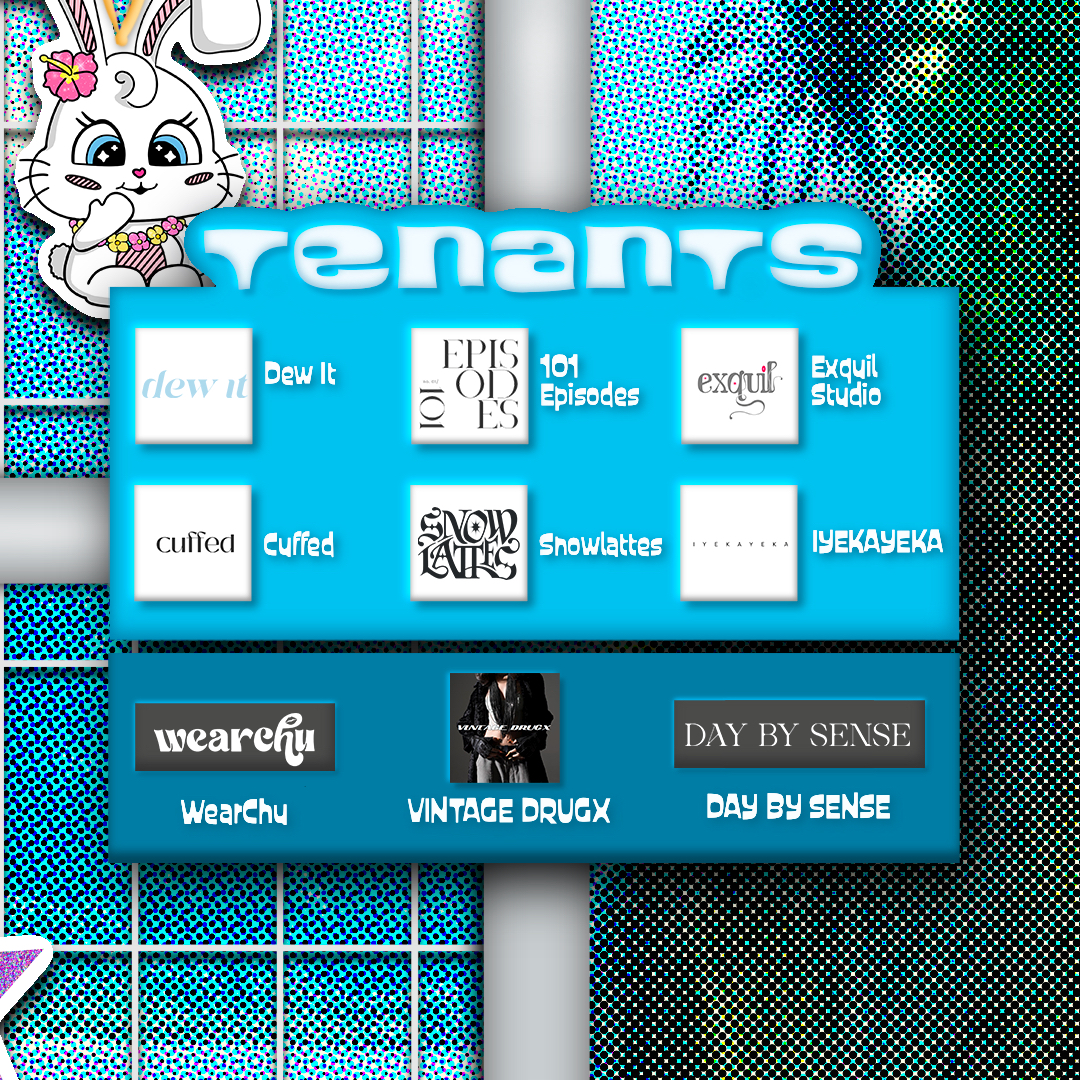 Tenants
dew it
Dew It
EPIS
OD
ES
101
101
Episodes
exquil
Exquil
Studio
cuffed
Cuffed
SNOW
LATTES
Snowlattes
IYEKAYEKA
IYEKAYEKA
wearchu
WearChu
VINTAGE DRUGX
VINTAGE DRUGX
DAY BY SENSE
DAY BY SENSE